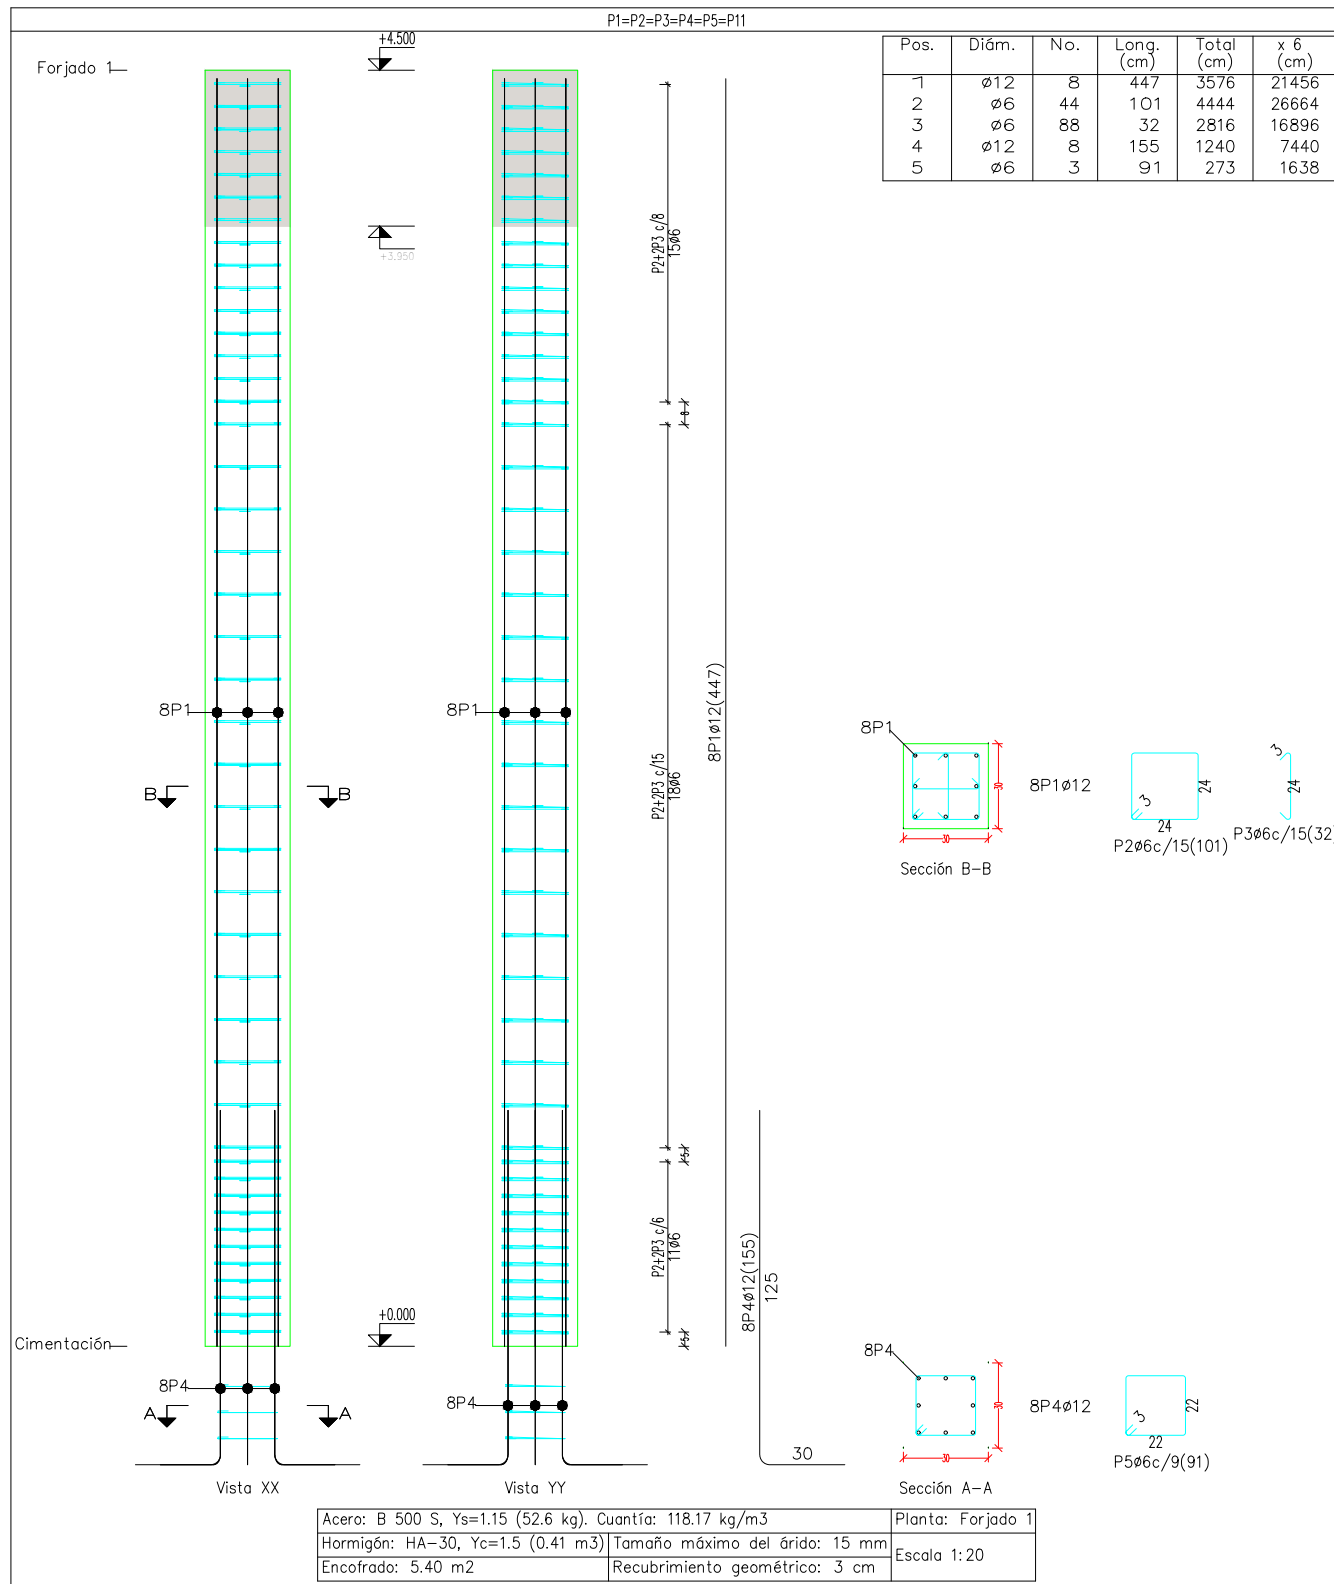 P1=P2=P3=P4=P5=P11
Pos. Diám. No. Long. (cm) Total (cm) x 6 (cm)
1 ø12 8 447 3576 21456
2 ø6 44 101 4444 26664
3 ø6 88 32 2816 16896
4 ø12 8 155 1240 7440
5 ø6 3 91 273 1638
Forjado 1
+4.500
+3.950
P2+2P3 c/8
15ø6
8
8P1
8P1
B B
P2+2P3 c/15
18ø6
8P1ø12(447)
5
P2+2P3 c/6
11ø6
5
+0.000
Cimentación
8P4
8P4
A A
Vista XX
Vista YY
8P4ø12(155)
125
30
8P1
30
30
8P1ø12
Sección B-B
3
24
24
P2ø6c/15(101)
3
24
P3ø6c/15(32)
8P4
30
30
8P4ø12
Sección A-A
3
22
22
P5ø6c/9(91)
Acero: B 500 S, Ys=1.15 (52.6 kg). Cuantía: 118.17 kg/m3
Planta: Forjado 1
Hormigón: HA-30, Yc=1.5 (0.41 m3)
Tamaño máximo del árido: 15 mm
Escala 1:20
Encofrado: 5.40 m2
Recubrimiento geométrico: 3 cm